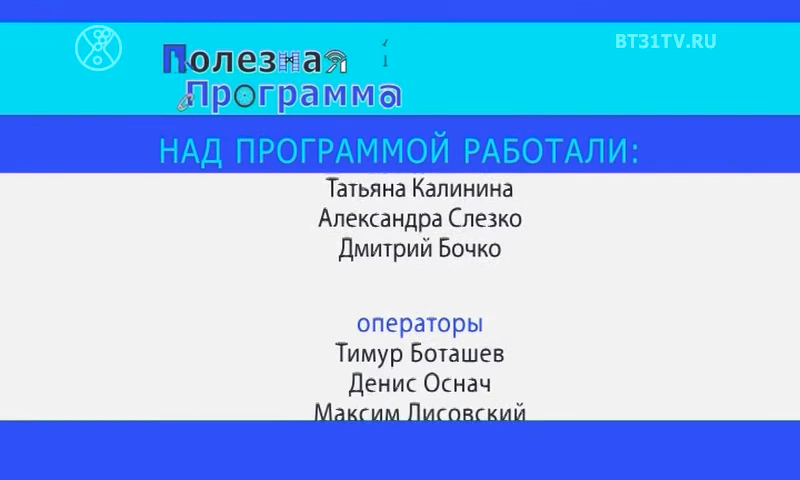 BT31TV.RU
Полезная
Программа
НАД ПРОГРАММОЙ РАБОТАЛИ:
Татьяна Калинина
Александра Слезко
Дмитрий Бочко
операторы
Тимур Боташев
Денис Оснач
Максим Лисовский